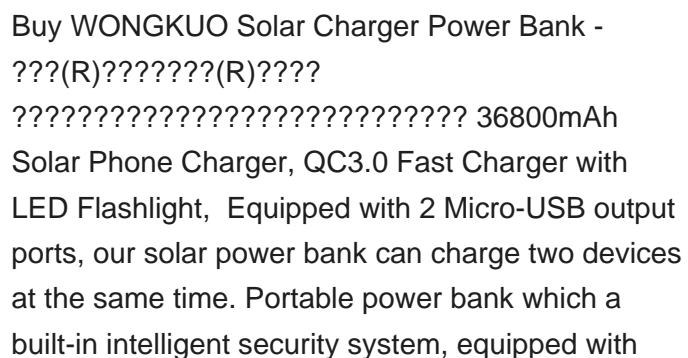 Buy WONGKUO Solar Charger Power Bank -
???(R)???????(R)????
???????????????????????????? 36800mAh
Solar Phone Charger, QC3.0 Fast Charger with
LED Flashlight,  Equipped with 2 Micro-USB output
ports, our solar power bank can charge two devices
at the same time. Portable power bank which a
built-in intelligent security system, equipped with